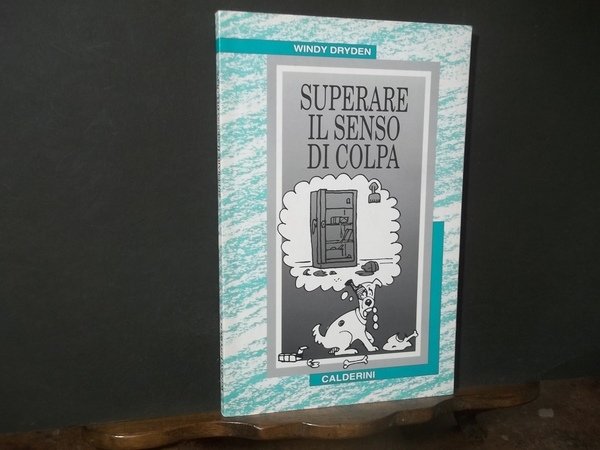 WINDY DRYDEN
SUPERARE
IL SENSO
DI COLPA
CALDERINI